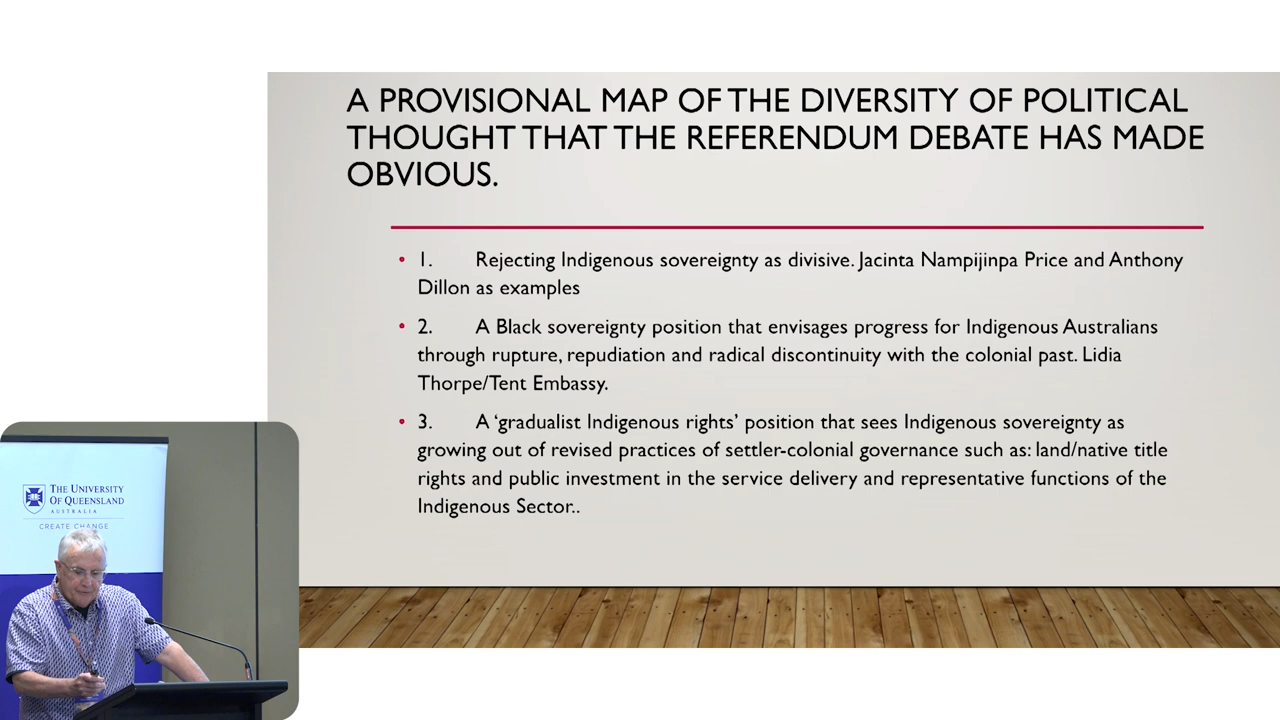 A PROVISIONAL MAP OF THE DIVERSITY OF POLITICAL
THOUGHT THAT THE REFERENDUM DEBATE HAS MADE
OBVIOUS.
• 1. Rejecting Indigenous sovereignty as divisive. Jacinta Nampijinpa Price and Anthony
Dillon as examples
• 2. A Black sovereignty position that envisages progress for Indigenous Australians
through rupture, repudiation and radical discontinuity with the colonial past. Lidia
Thorpe/Tent Embassy.
• 3. A ‘gradualist Indigenous rights’ position that sees Indigenous sovereignty as
growing out of revised practices of settler-colonial governance such as: land/native title
rights and public investment in the service delivery and representative functions of the
Indigenous Sector..
THE UNIVERSITY
OF QUEENSLAND
AUSTRALIA
CREATE CHANGE